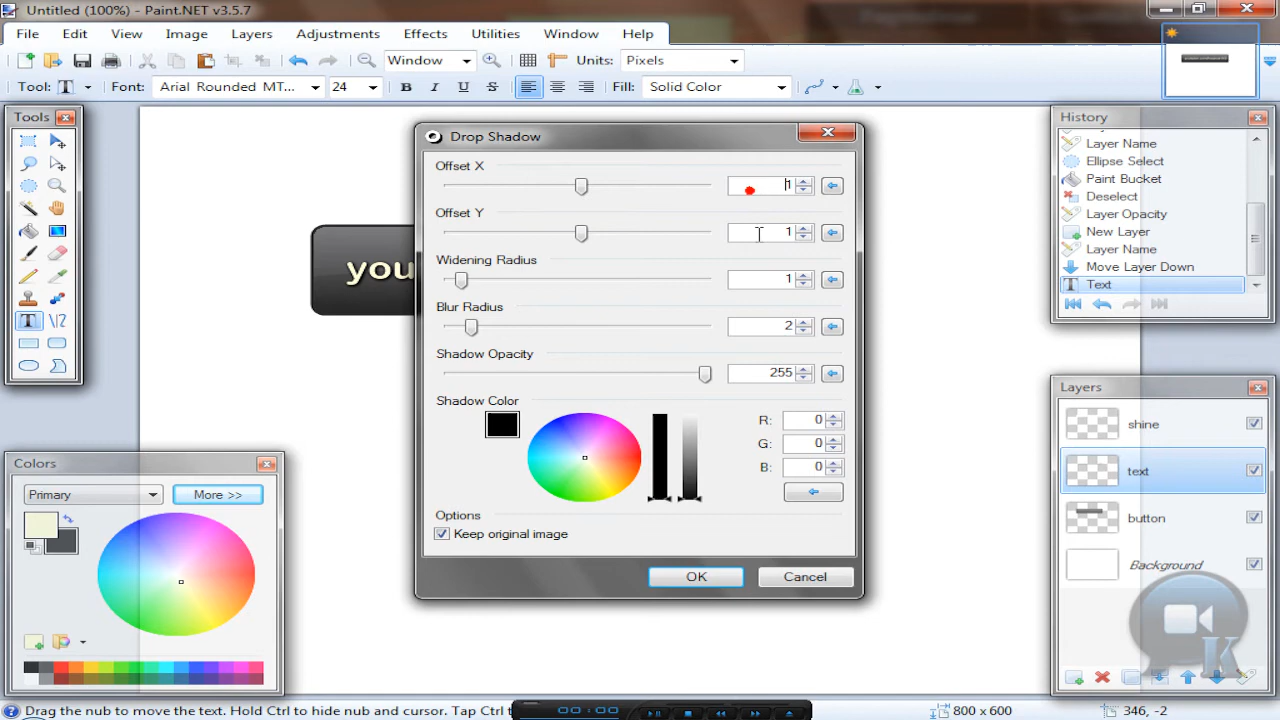 Untitled (100%) - Paint.NET v3.5.7
File Edit View Image Layers Adjustments Effects Utilities Window Help
Window Units: Pixels
Tool: T Font: Arial Rounded MT... 24 B I U S Fill: Solid Color
Tools
Drop Shadow
Offset X
1
Offset Y
1
Widening Radius
1
Blur Radius
2
Shadow Opacity
255
Shadow Color
R: 0
G: 0
B: 0
Options
Keep original image
OK Cancel
you
History
Layer Name
Ellipse Select
Paint Bucket
Deselect
Layer Opacity
New Layer
Layer Name
Move Layer Down
Text
Layers
shine
text
button
Background
K
Colors
Primary More >>
Drag the nub to move the text. Hold Ctrl to hide nub and cursor. Press Ctrl t
00:00
800 x 600 346, -2